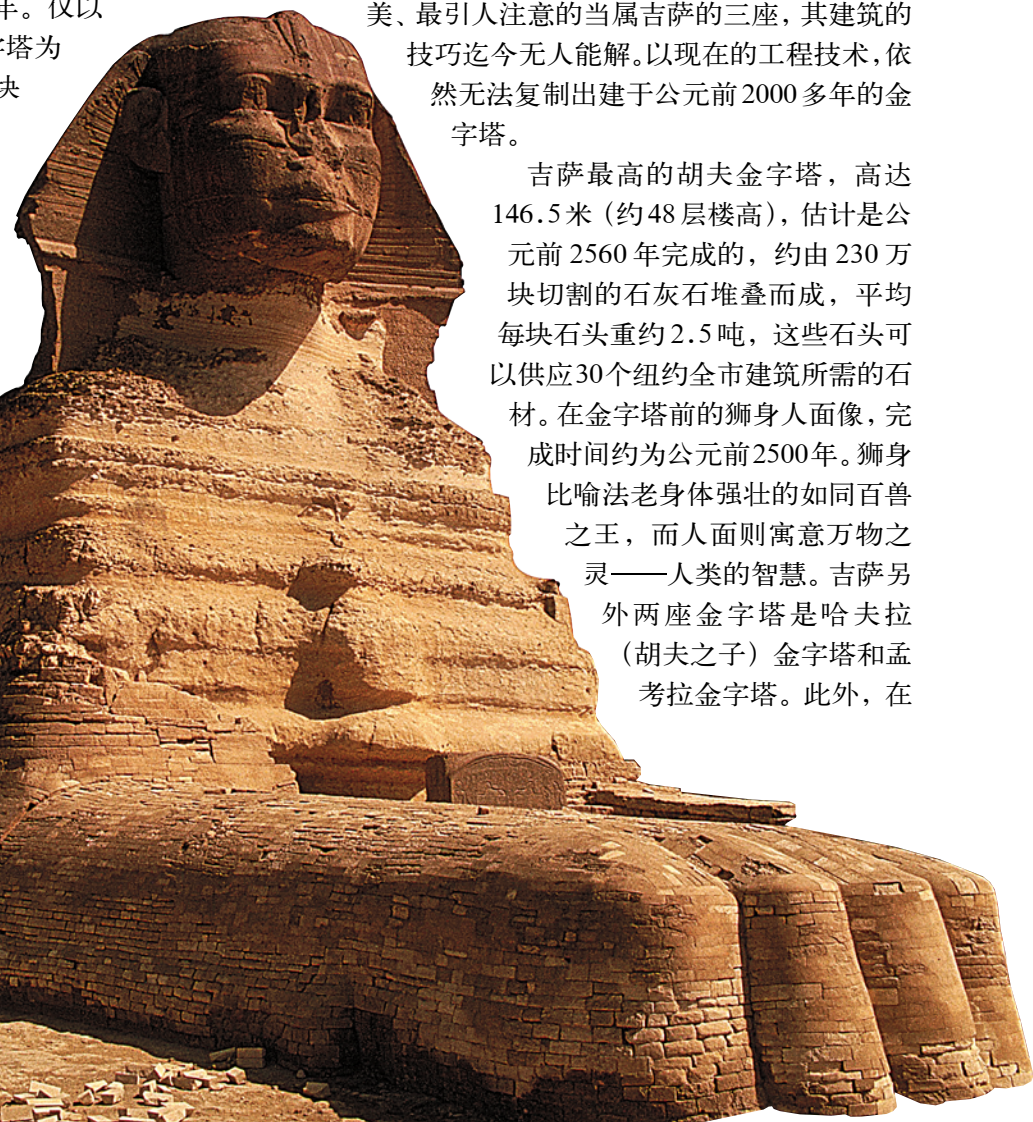 年。仅以
字塔为
块
美、最引人注意的当属吉萨的三座，其建筑的
技巧迄今无人能解。以现在的工程技术，依
然无法复制出建于公元前2000多年的金
字塔。
吉萨最高的胡夫金字塔，高达
146.5米（约48层楼高），估计是公
元前 2560 年完成的，约由 230 万
块切割的石灰石堆叠而成，平均
每块石头重约2.5吨，这些石头可
以供应30个纽约全市建筑所需的石
材。在金字塔前的狮身人面像，完
成时间约为公元前2500年。狮身
比喻法老身体强壮的如同百兽
之王，而人面则寓意万物之
灵——人类的智慧。吉萨另
外两座金字塔是哈夫拉
（胡夫之子）金字塔和孟
考拉金字塔。此外，在